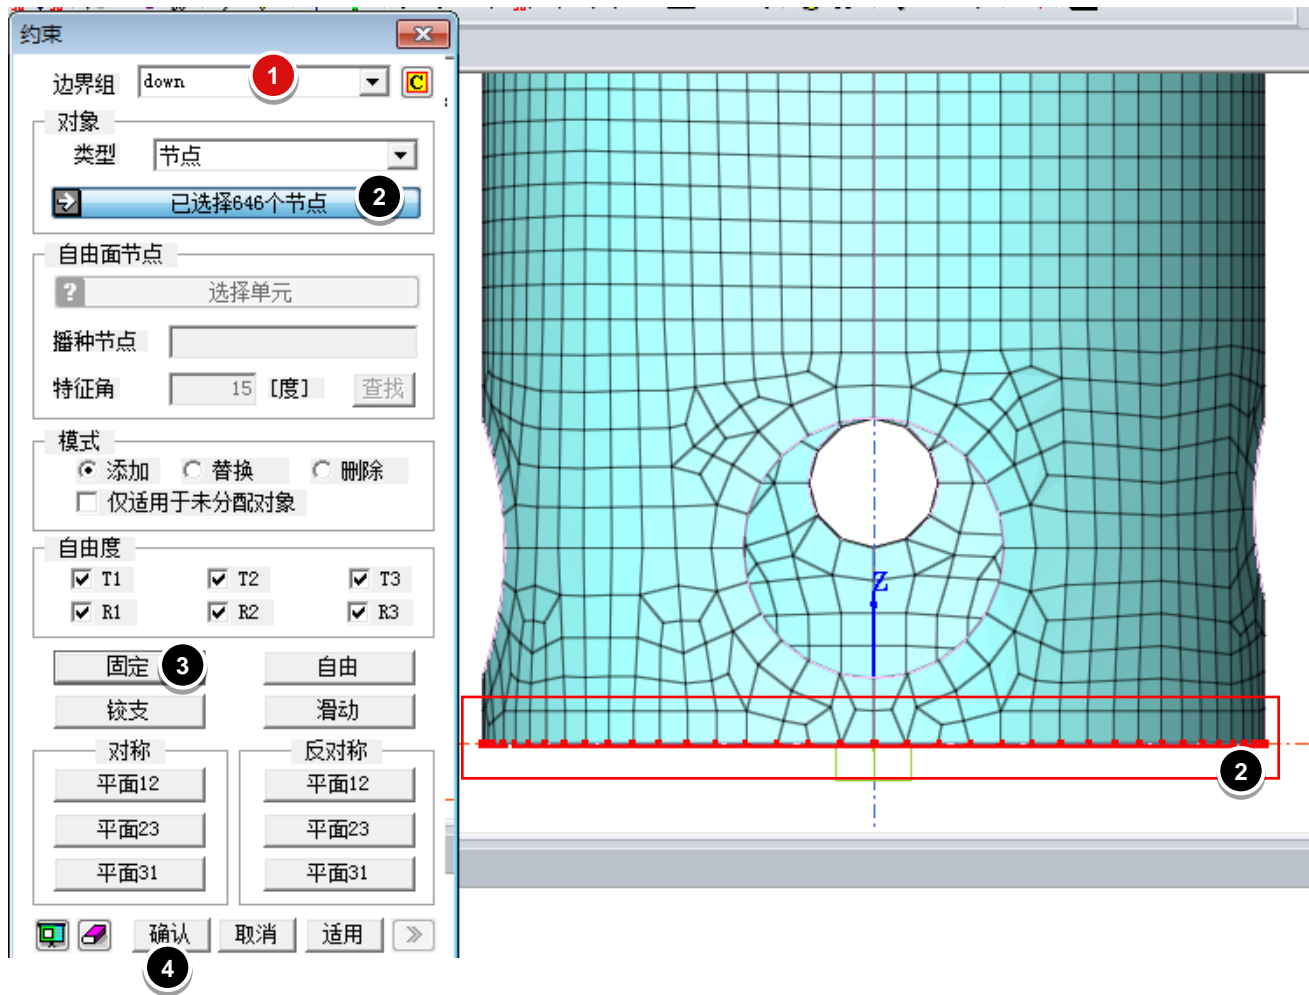 约束
边界组 down 1
C
对象
类型 节点
已选择646个节点 2
自由面节点
? 选择单元
播种节点
特征角 15 [度] 查找
模式
添加 替换 删除
仅适用于未分配对象
自由度
T1 T2 T3
R1 R2 R3
固定 3 自由
铰支 滑动
对称 反对称
平面12 平面12
平面23 平面23
平面31 平面31
确认 取消 适用
4
Z
2